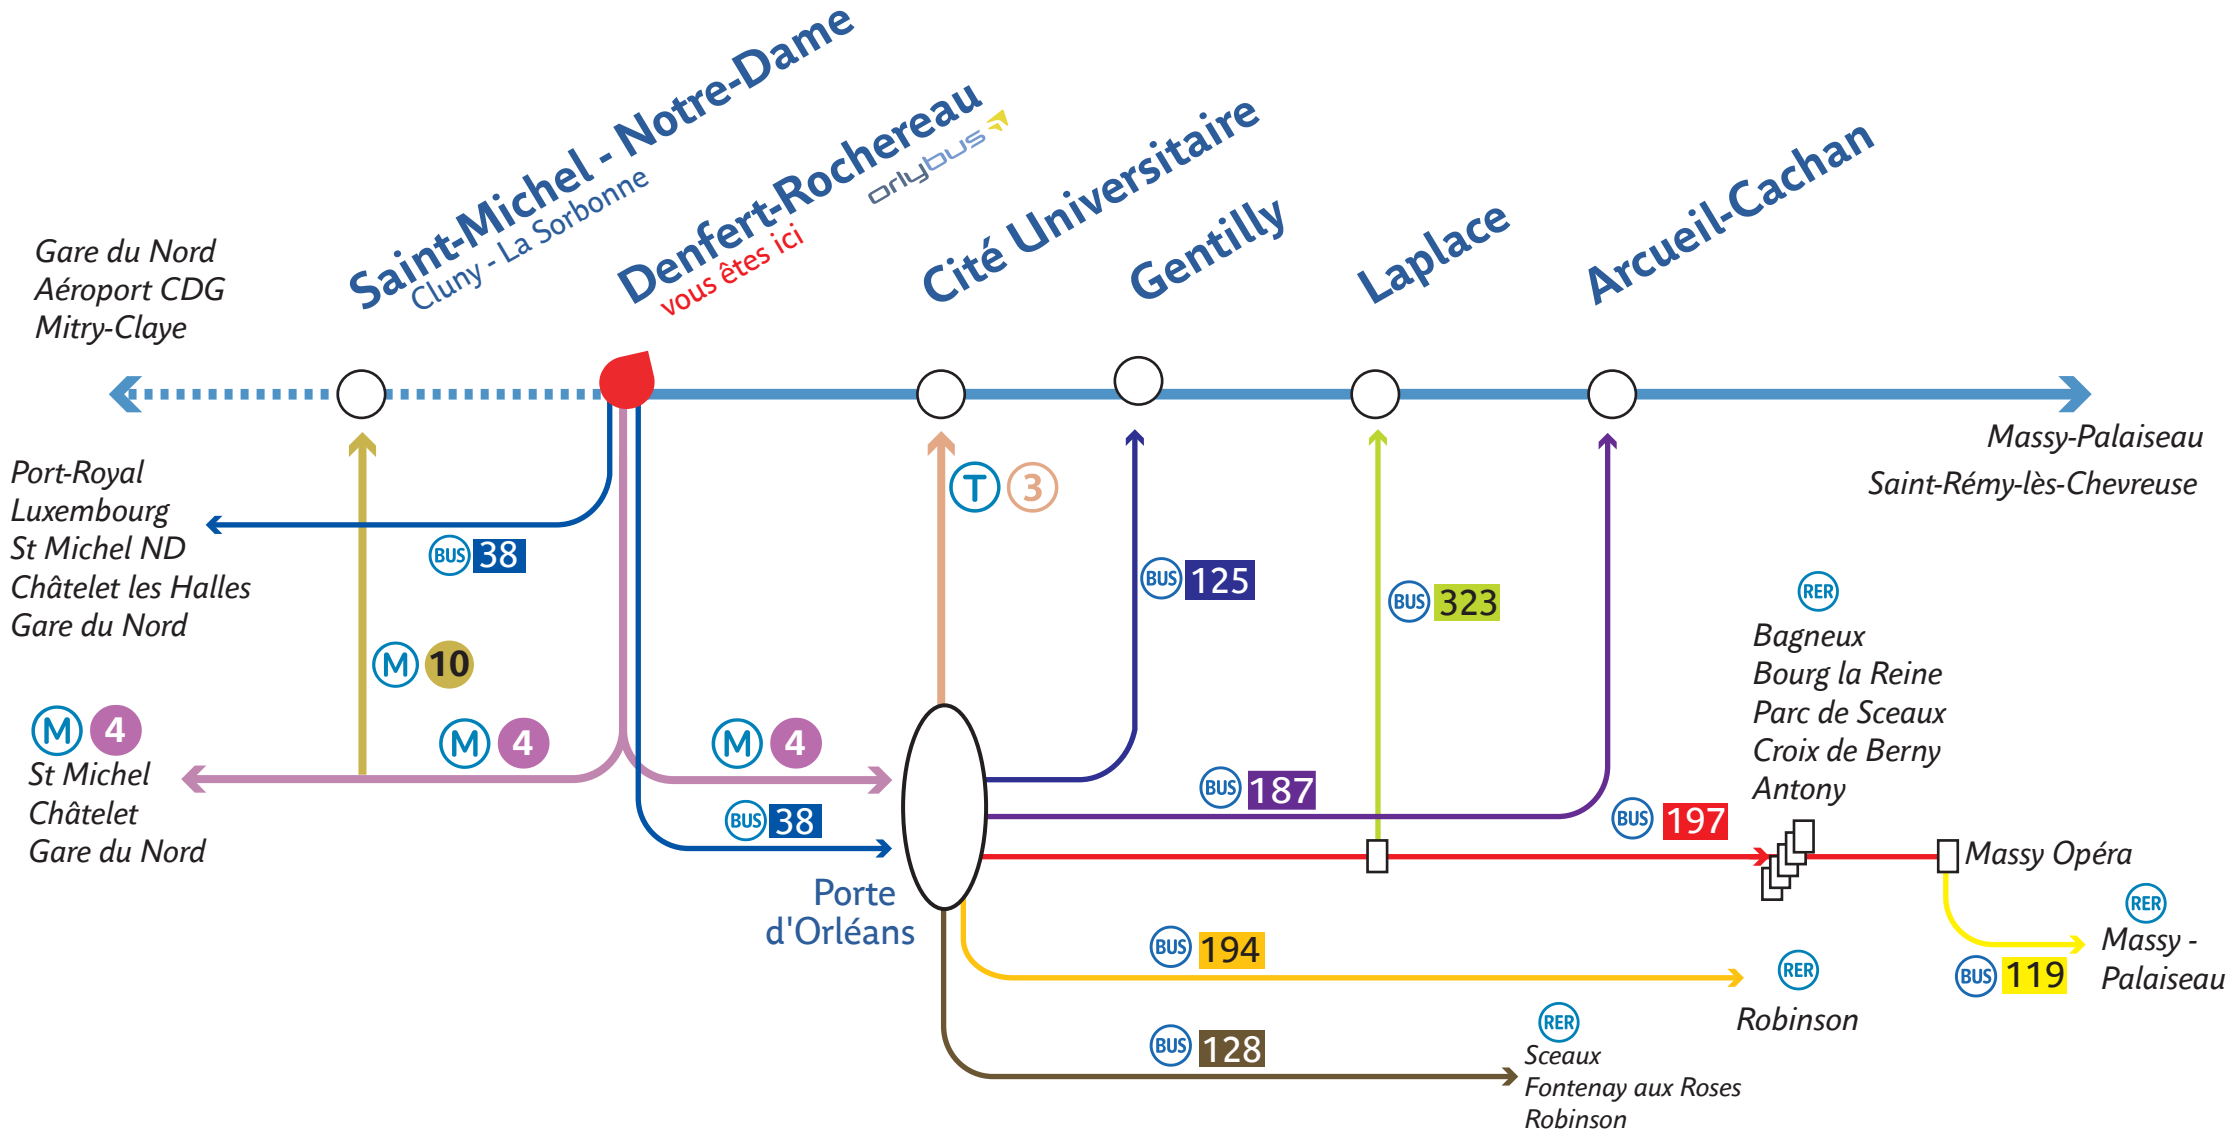 Saint-Michel - Notre-Dame
Cluny - La Sorbonne
Denfert-Rochereau
vous êtes ici
orlybus
Cité Universitaire
Gentilly
Laplace
Arcueil-Cachan
Gare du Nord
Aéroport CDG
Mitry-Claye
Massy-Palaiseau
Saint-Rémy-lès-Chevreuse
Port-Royal
Luxembourg
St Michel ND
Châtelet les Halles
Gare du Nord
BUS 38
T 3
BUS 125
BUS 323
RER
Bagneux
Bourg la Reine
Parc de Sceaux
Croix de Berny
Antony
M 10
M 4
St Michel
Châtelet
Gare du Nord
M 4
M 4
BUS 38
BUS 187
BUS 197
Massy Opéra
Porte
d'Orléans
RER
Massy -
Palaiseau
BUS 119
BUS 194
RER
Robinson
BUS 128
RER
Sceaux
Fontenay aux Roses
Robinson